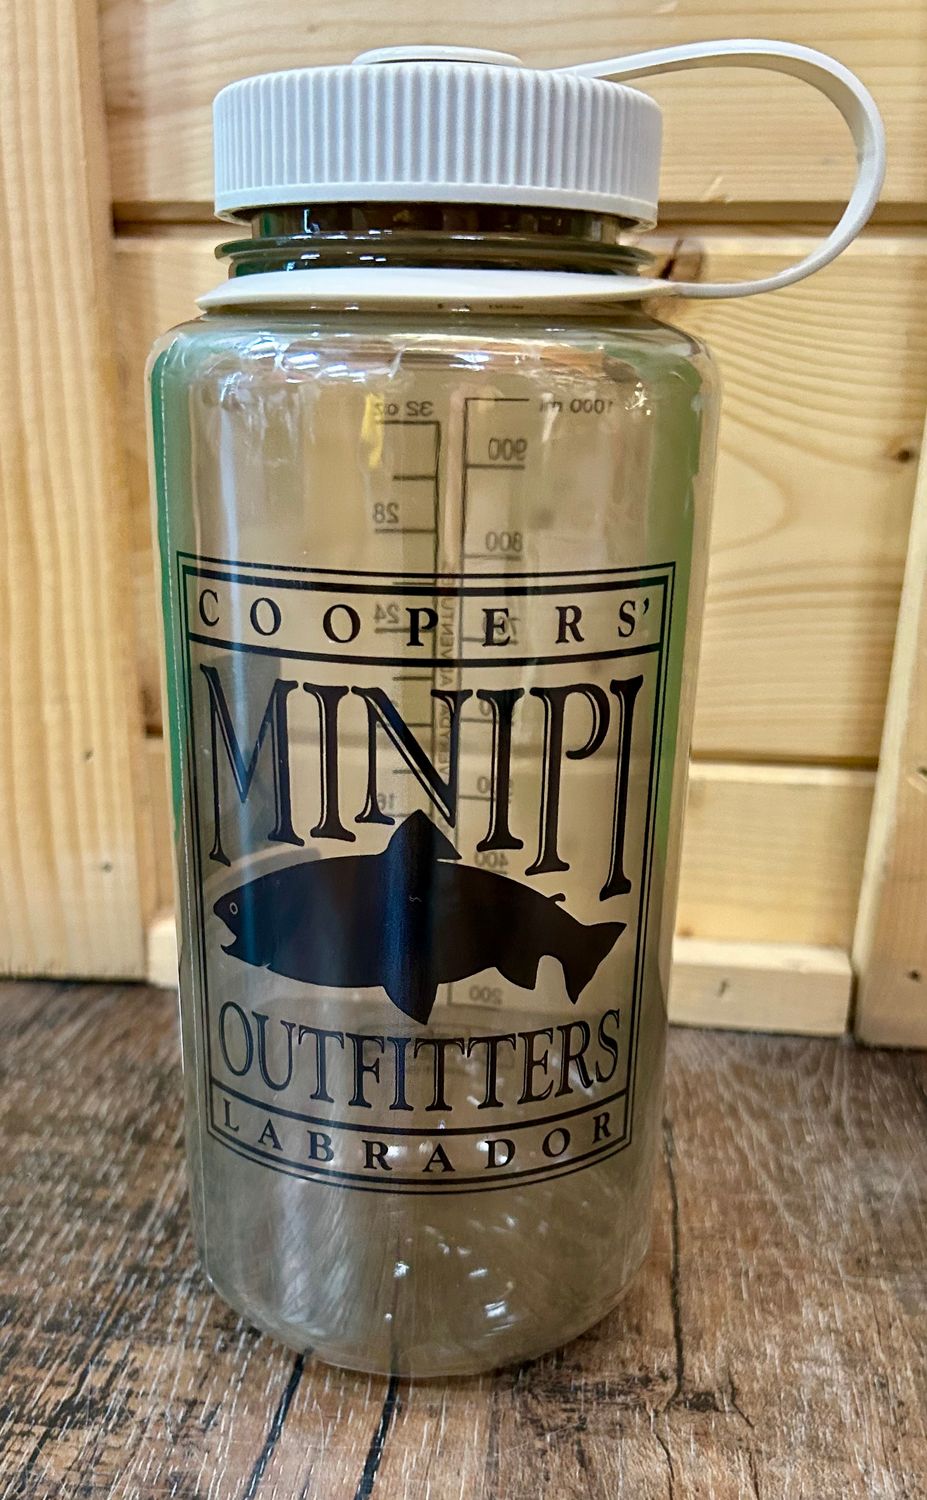 COOPERS'
MINIPI
OUTFITTERS
LABRADOR
32 oz
28
24
16
1000 ml
900
800
400
200